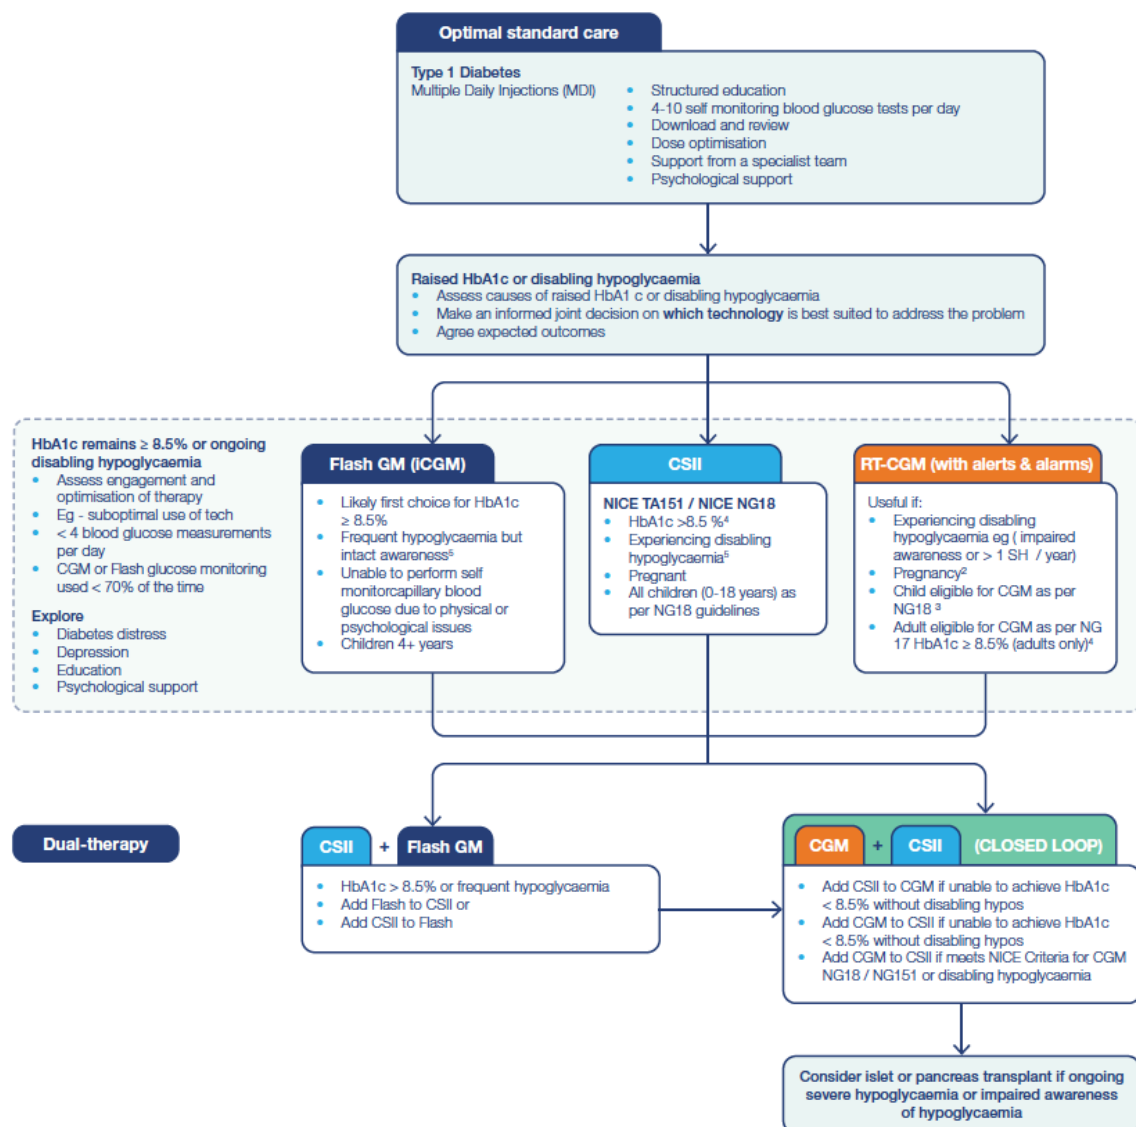 Optimal standard care
Type 1 Diabetes
Multiple Daily Injections (MDI)
• Structured education
• 4-10 self monitoring blood glucose tests per day
• Download and review
• Dose optimisation
• Support from a specialist team
• Psychological support
Raised HbA1c or disabling hypoglycaemia
• Assess causes of raised HbA1 c or disabling hypoglycaemia
• Make an informed joint decision on which technology is best suited to address the problem
• Agree expected outcomes
HbA1c remains ≥ 8.5% or ongoing
disabling hypoglycaemia
• Assess engagement and
optimisation of therapy
• Eg - suboptimal use of tech
• < 4 blood glucose measurements
per day
• CGM or Flash glucose monitoring
used < 70% of the time
Explore
• Diabetes distress
• Depression
• Education
• Psychological support
Flash GM (iCGM)
• Likely first choice for HbA1c
≥ 8.5%
• Frequent hypoglycaemia but
intact awareness⁵
• Unable to perform self
monitorcapillary blood
glucose due to physical or
psychological issues
• Children 4+ years
CSII
NICE TA151 / NICE NG18
• HbA1c >8.5 %⁴
• Experiencing disabling
hypoglycaemia⁵
• Pregnant
• All children (0-18 years) as
per NG18 guidelines
RT-CGM (with alerts & alarms)
Useful if:
• Experiencing disabling
hypoglycaemia eg ( impaired
awareness or > 1 SH / year)
• Pregnancy²
• Child eligible for CGM as per
NG18 ³
• Adult eligible for CGM as per NG
17 HbA1c ≥ 8.5% (adults only)⁴
Dual-therapy
CSII + Flash GM
• HbA1c > 8.5% or frequent hypoglycaemia
• Add Flash to CSII or
• Add CSII to Flash
CGM + CSII (CLOSED LOOP)
• Add CSII to CGM if unable to achieve HbA1c
< 8.5% without disabling hypos
• Add CGM to CSII if unable to achieve HbA1c
< 8.5% without disabling hypos
• Add CGM to CSII if meets NICE Criteria for CGM
NG18 / NG151 or disabling hypoglycaemia
Consider islet or pancreas transplant if ongoing
severe hypoglycaemia or impaired awareness
of hypoglycaemia